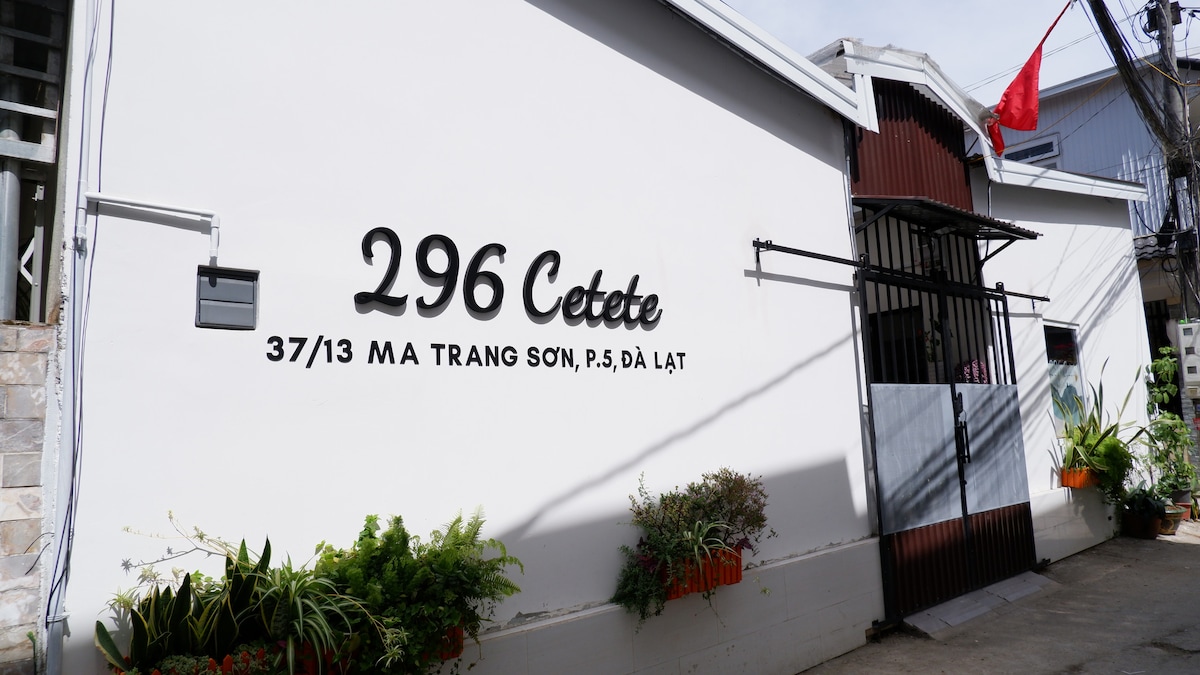 296 Cetete
37/13 MA TRANG SƠN, P.5, ĐÀ LẠT